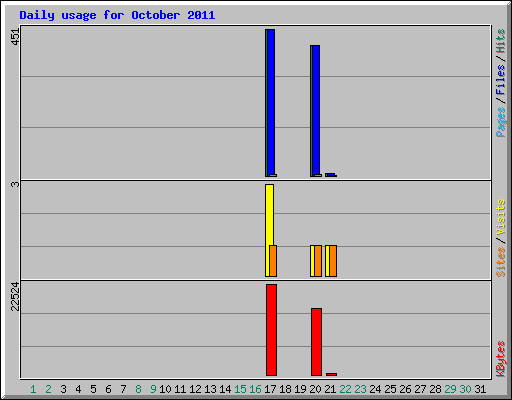 Daily usage for October 2011
451
Pages / Files / Hits
3
Sites / Visits
22524
KBytes
1 2 3 4 5 6 7 8 9 10 11 12 13 14 15 16 17 18 19 20 21 22 23 24 25 26 27 28 29 30 31